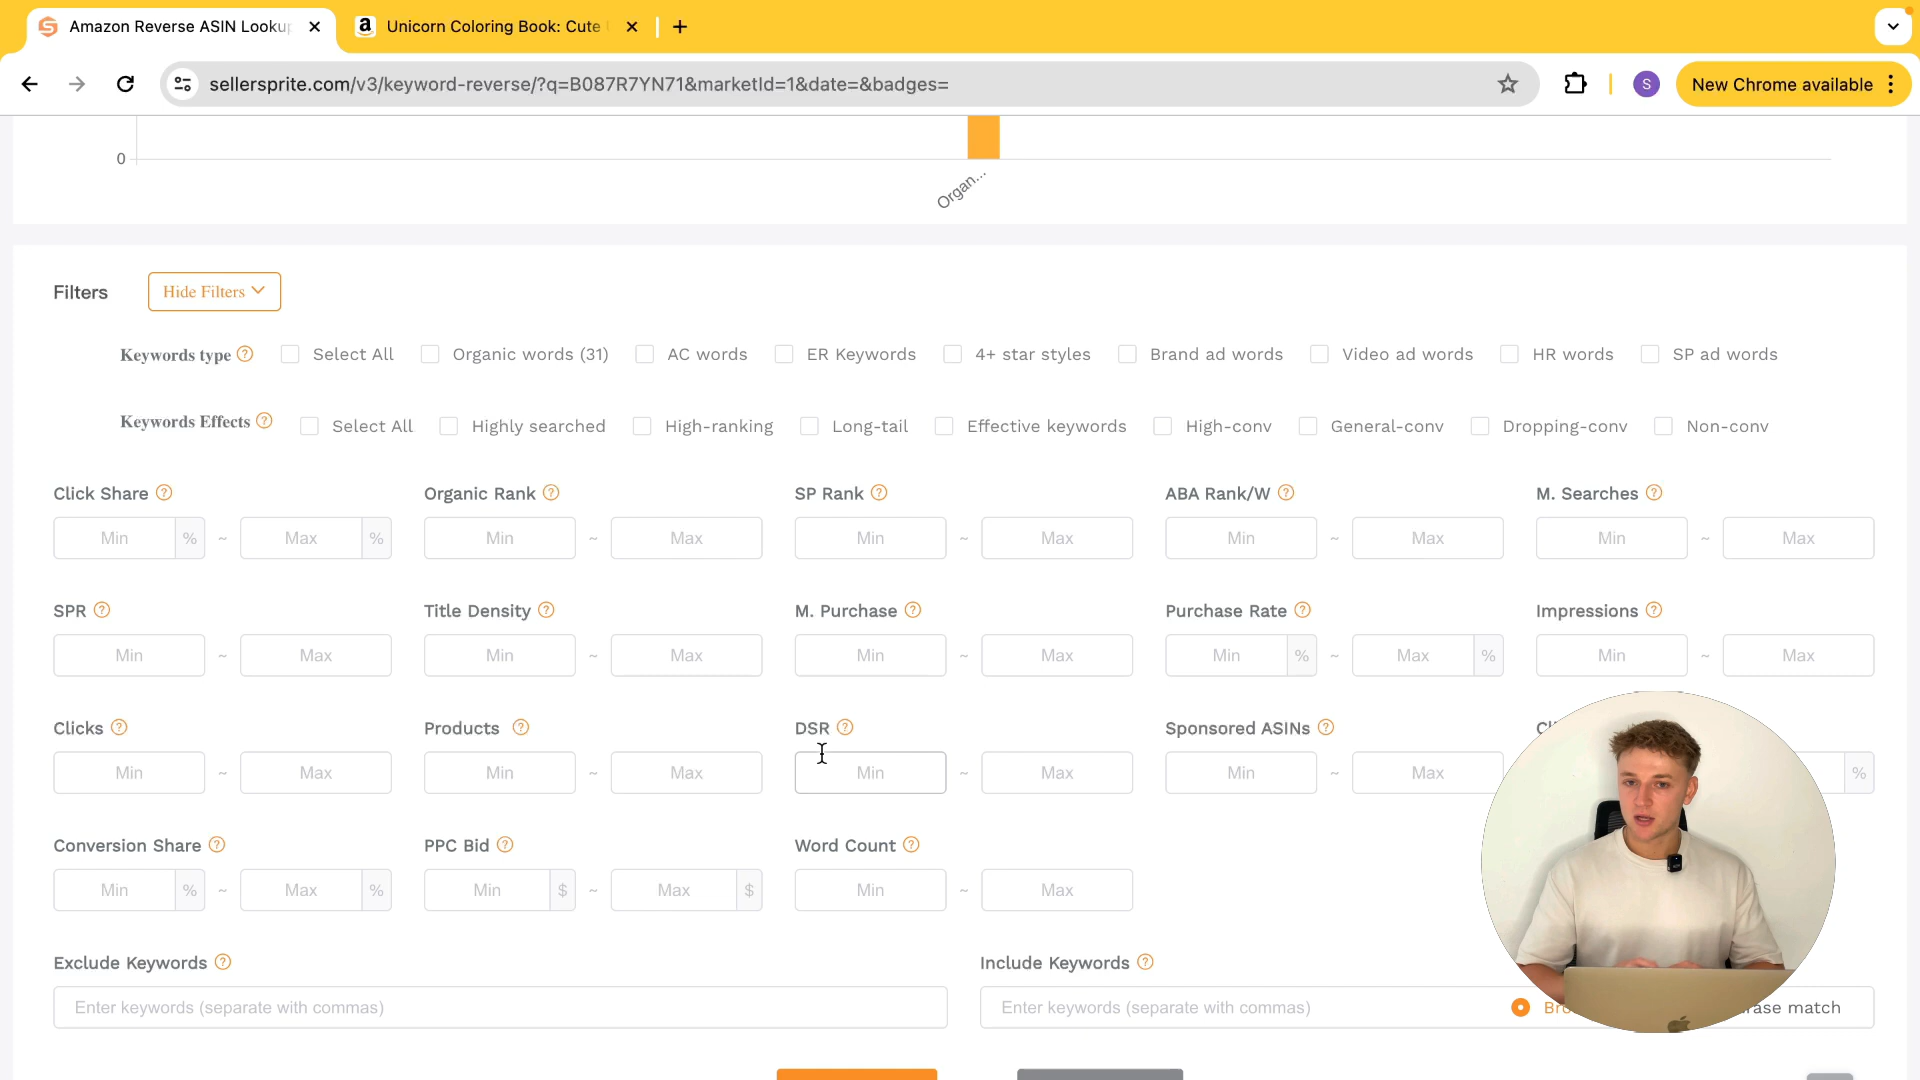 Amazon Reverse ASIN Looku
Unicorn Coloring Book: Cute
sellersprite.com/v3/keyword-reverse/?q=B087R7YN71&marketId=1&date=&badges=
S
New Chrome available
0
Organ...
Filters
Hide Filters
Keywords type ? Select All Organic words (31) AC words ER Keywords 4+ star styles Brand ad words Video ad words HR words SP ad words
Keywords Effects ? Select All Highly searched High-ranking Long-tail Effective keywords High-conv General-conv Dropping-conv Non-conv
Click Share ? Organic Rank ? SP Rank ? ABA Rank/W ? M. Searches ?
Min % ~ Max % Min ~ Max Min ~ Max Min ~ Max Min ~ Max
SPR ? Title Density ? M. Purchase ? Purchase Rate ? Impressions ?
Min ~ Max Min ~ Max Min ~ Max Min % ~ Max % Min ~ Max
Clicks ? Products ? DSR ? Sponsored ASINs ?
Min ~ Max Min ~ Max Min ~ Max Min ~ Max %
Conversion Share ? PPC Bid ? Word Count ?
Min % ~ Max % Min $ ~ Max $ Min ~ Max
Exclude Keywords ? Include Keywords ?
Enter keywords (separate with commas) Enter keywords (separate with commas) match